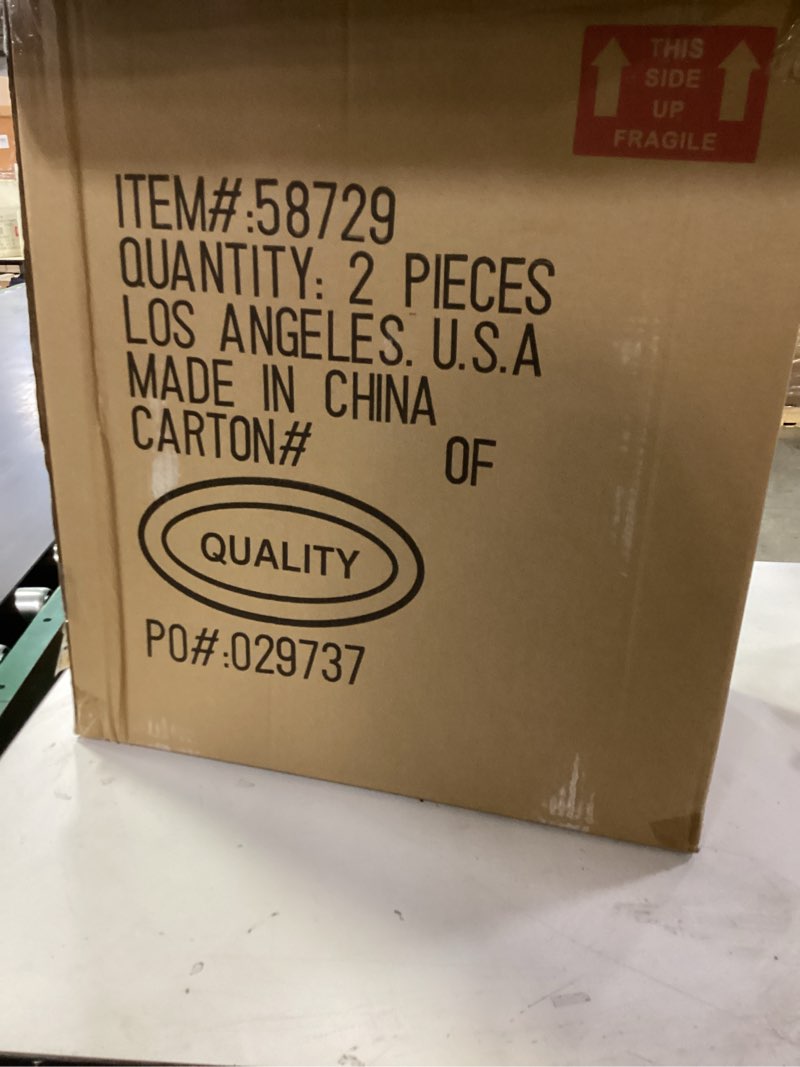 THIS
SIDE
UP
FRAGILE
ITEM#:58729
QUANTITY: 2 PIECES
LOS ANGELES. U.S.A
MADE IN CHINA
CARTON# OF
QUALITY
PO#:029737